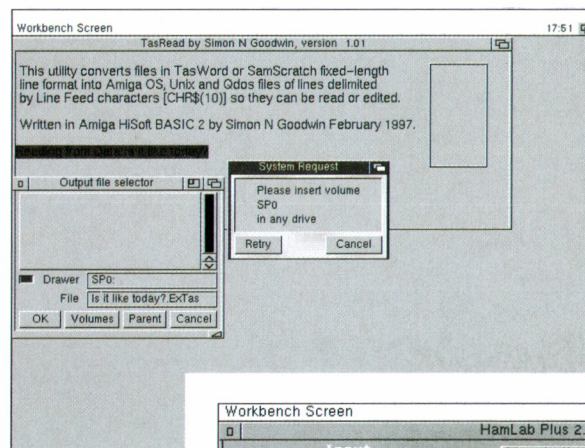 Workbench Screen 17:51
TasRead by Simon N Goodwin, version 1.01
This utility converts files in TasWord or SamScratch fixed-length
line format into Amiga OS, Unix and Qdos files of lines delimited
by Line Feed characters [CHR$(10)] so they can be read or edited.
Written in Amiga HiSoft BASIC 2 by Simon N Goodwin February 1997.
Output file selector
Drawer SP0:
File Is it like today?.ExTas
OK Volumes Parent Cancel
System Request
Please insert volume
SP0
in any drive
Retry Cancel
Workbench Screen
HamLab Plus 2
Input